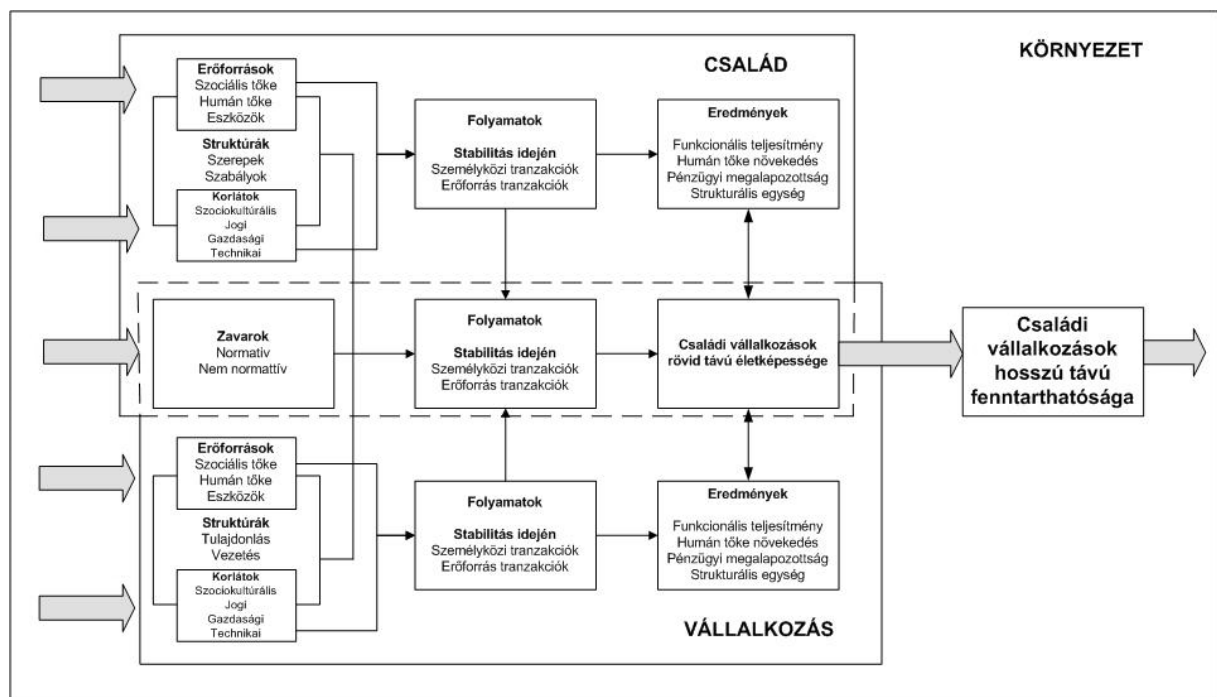 KÖRNYEZET
CSALÁD
Erőforrások
Szociális tőke
Humán tőke
Eszközök
Struktúrák
Szerepek
Szabályok
Korlátok
Szociokultúrális
Jogi
Gazdasági
Technikai
Folyamatok
Stabilitás idején
Személyközi tranzakciók
Erőforrás tranzakciók
Eredmények
Funkcionális teljesítmény
Humán tőke növekedés
Pénzügyi megalapozottság
Strukturális egység
Zavarok
Normatív
Nem normattív
Folyamatok
Stabilitás idején
Személyközi tranzakciók
Erőforrás tranzakciók
Családi vállalkozások
rövid távú életképessége
Családi
vállalkozások
hosszú távú
fenntarthatósága
Erőforrások
Szociális tőke
Humán tőke
Eszközök
Struktúrák
Tulajdonlás
Vezetés
Korlátok
Szociokultúrális
Jogi
Gazdasági
Technikai
Folyamatok
Stabilitás idején
Személyközi tranzakciók
Erőforrás tranzakciók
Eredmények
Funkcionális teljesítmény
Humán tőke növekedés
Pénzügyi megalapozottság
Strukturális egység
VÁLLALKOZÁS